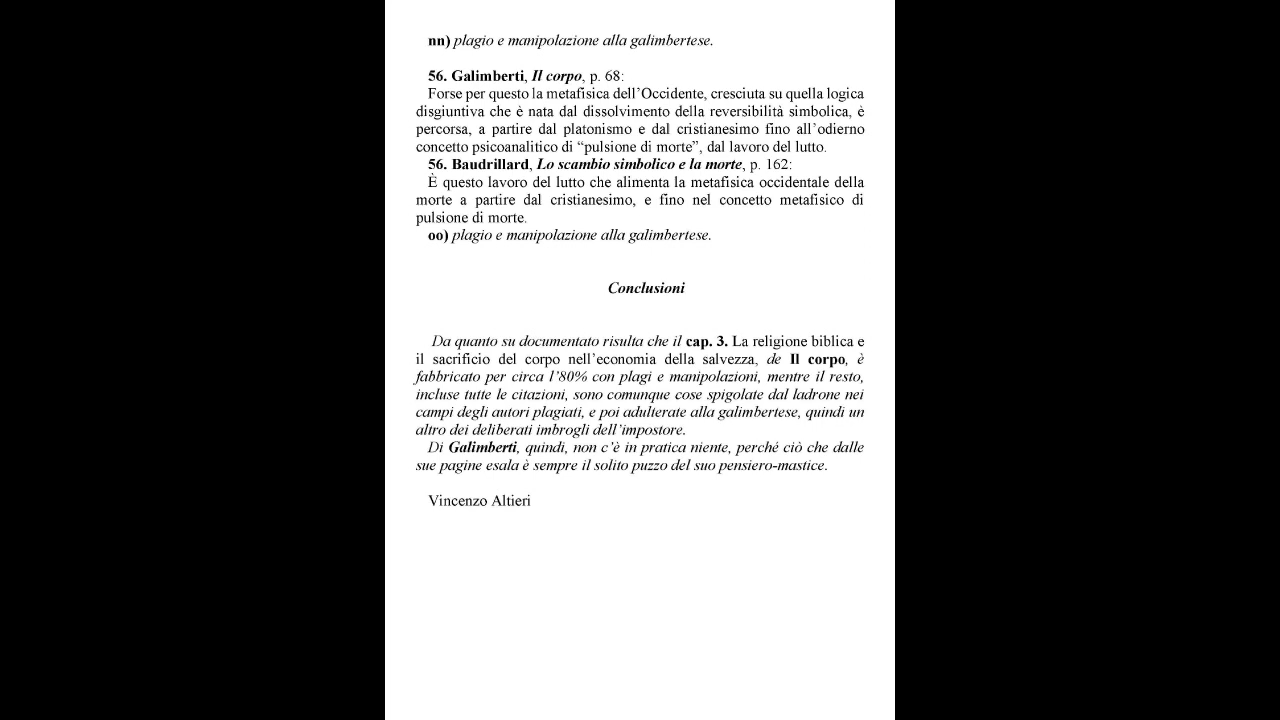 nn) plagio e manipolazione alla galimbertese.
56. Galimberti, Il corpo, p. 68:
Forse per questo la metafisica dell’Occidente, cresciuta su quella logica
disgiuntiva che è nata dal dissolvimento della reversibilità simbolica, è
percorsa, a partire dal platonismo e dal cristianesimo fino all’odierno
concetto psicoanalitico di “pulsione di morte”, dal lavoro del lutto.
56. Baudrillard, Lo scambio simbolico e la morte, p. 162:
È questo lavoro del lutto che alimenta la metafisica occidentale della
morte a partire dal cristianesimo, e fino nel concetto metafisico di
pulsione di morte.
oo) plagio e manipolazione alla galimbertese.
Conclusioni
Da quanto su documentato risulta che il cap. 3. La religione biblica e
il sacrificio del corpo nell’economia della salvezza, de Il corpo, è
fabbricato per circa l’80% con plagi e manipolazioni, mentre il resto,
incluse tutte le citazioni, sono comunque cose spigolate dal ladrone nei
campi degli autori plagiati, e poi adulterate alla galimbertese, quindi un
altro dei deliberati imbrogli dell’impostore.
Di Galimberti, quindi, non c’è in pratica niente, perché ciò che dalle
sue pagine esala è sempre il solito puzzo del suo pensiero-mastice.
Vincenzo Altieri